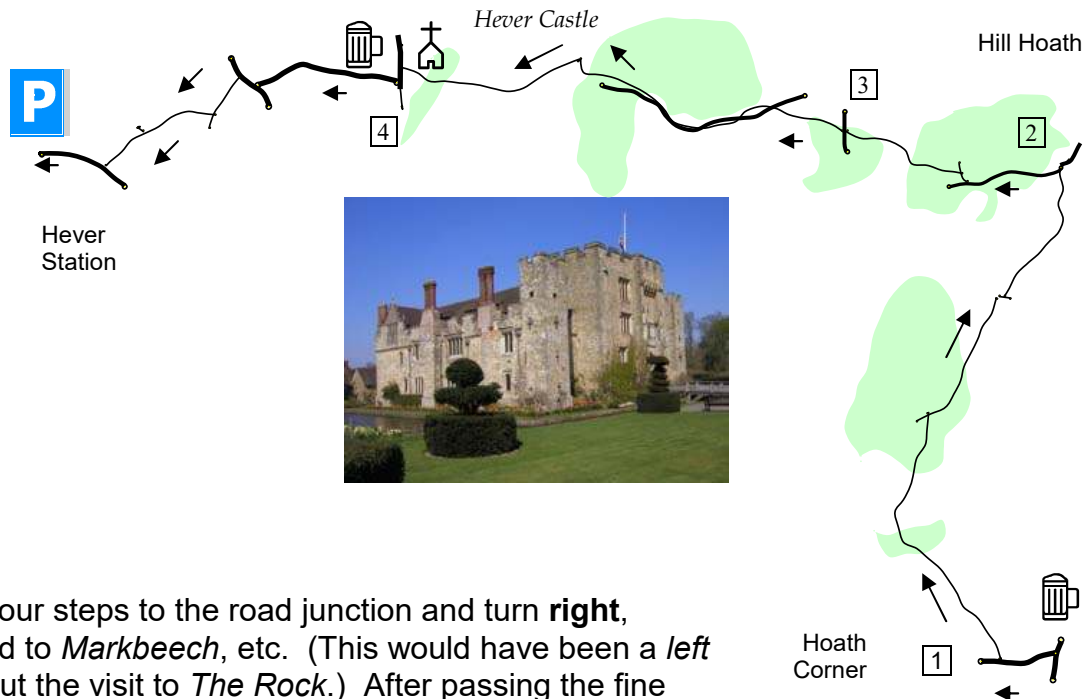 Hever Castle
Hill Hoath
P
3
2
4
Hever
Station
our steps to the road junction and turn right,
d to Markbeech, etc. (This would have been a left
ut the visit to The Rock.) After passing the fine
Hoath
Corner
1